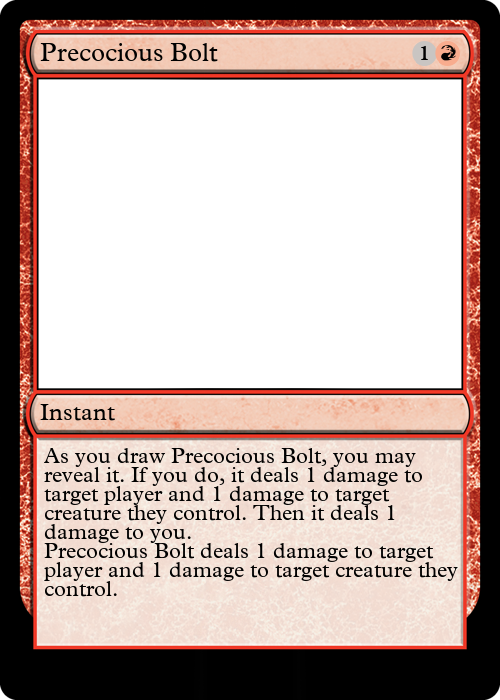 Precocious Bolt 1
Instant
As you draw Precocious Bolt, you may
reveal it. If you do, it deals 1 damage to
target player and 1 damage to target
creature they control. Then it deals 1
damage to you.
Precocious Bolt deals 1 damage to target
player and 1 damage to target creature they
control.